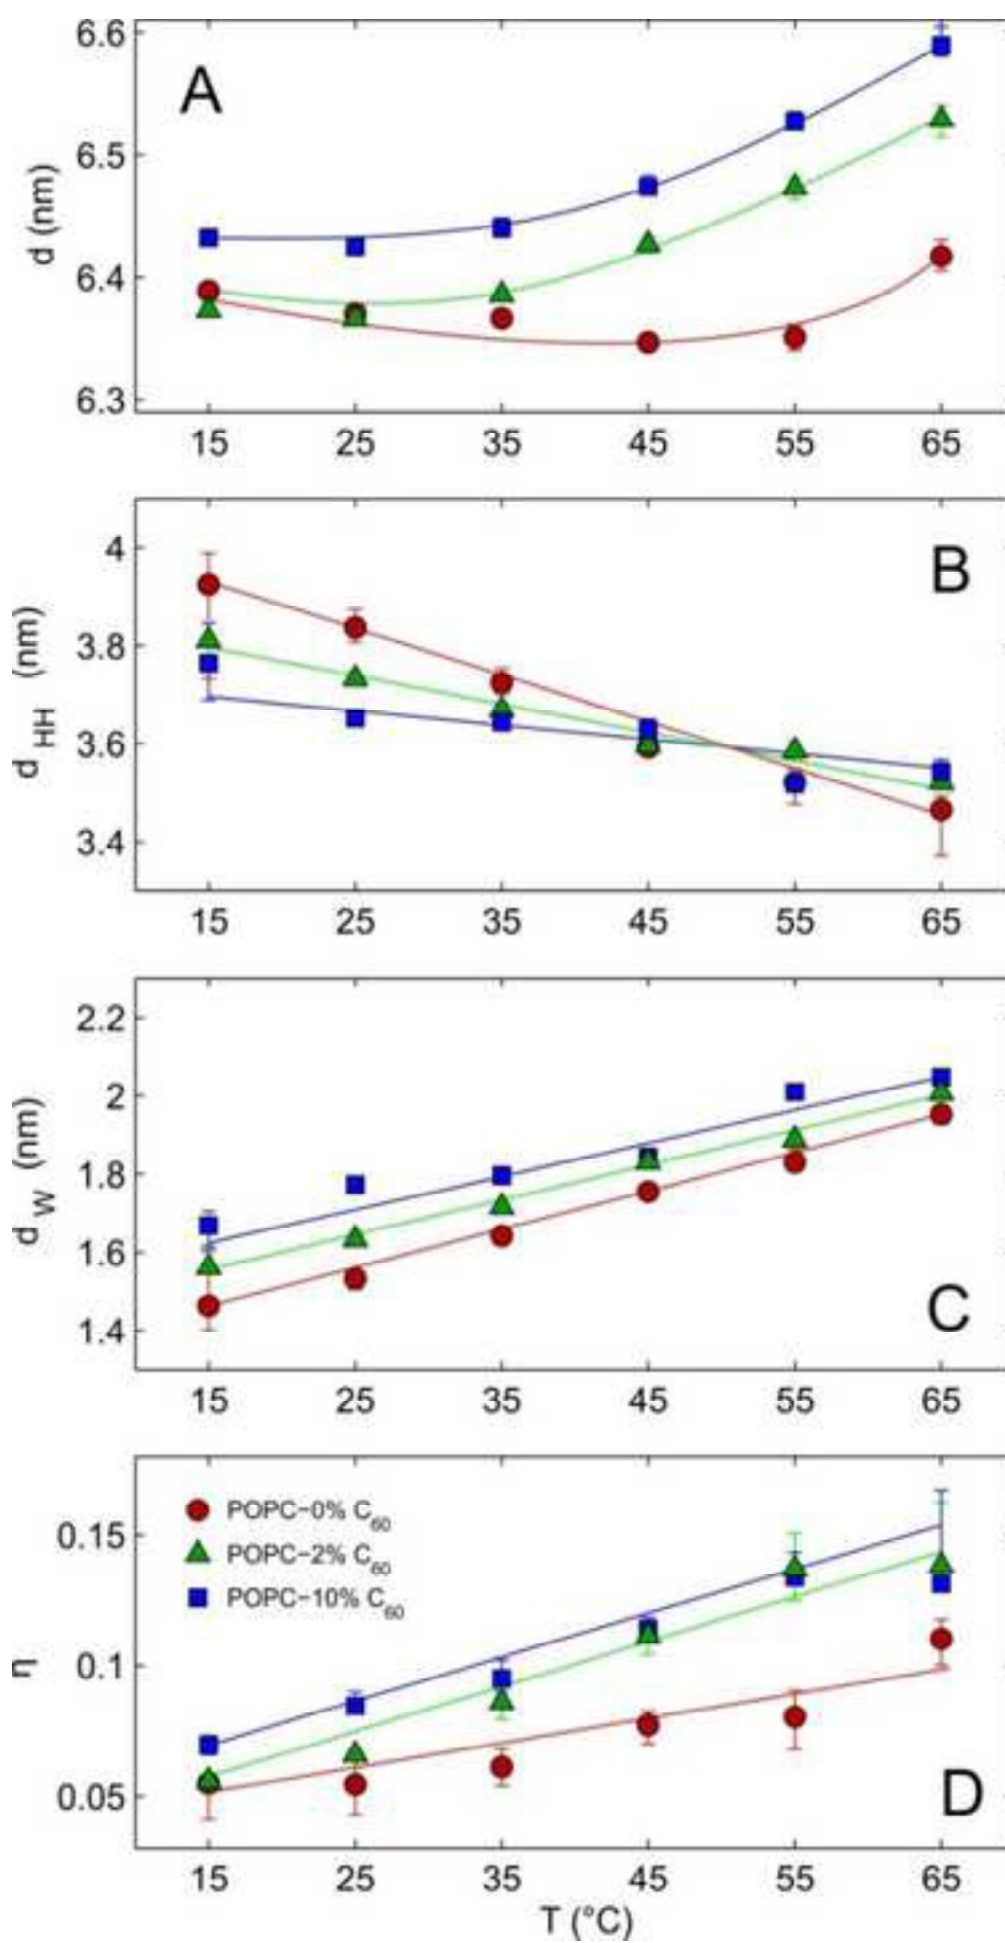 6.6
A
6.5
d (nm)
6.4
6.3
15 25 35 45 55 65
4
B
3.8
d HH (nm)
3.6
3.4
15 25 35 45 55 65
2.2
2
d W (nm)
1.8
1.6
C
1.4
15 25 35 45 55 65
POPC-0% C60
0.15
POPC-2% C60
POPC-10% C60
η
0.1
0.05
D
15 25 35 45 55 65
T (°C)